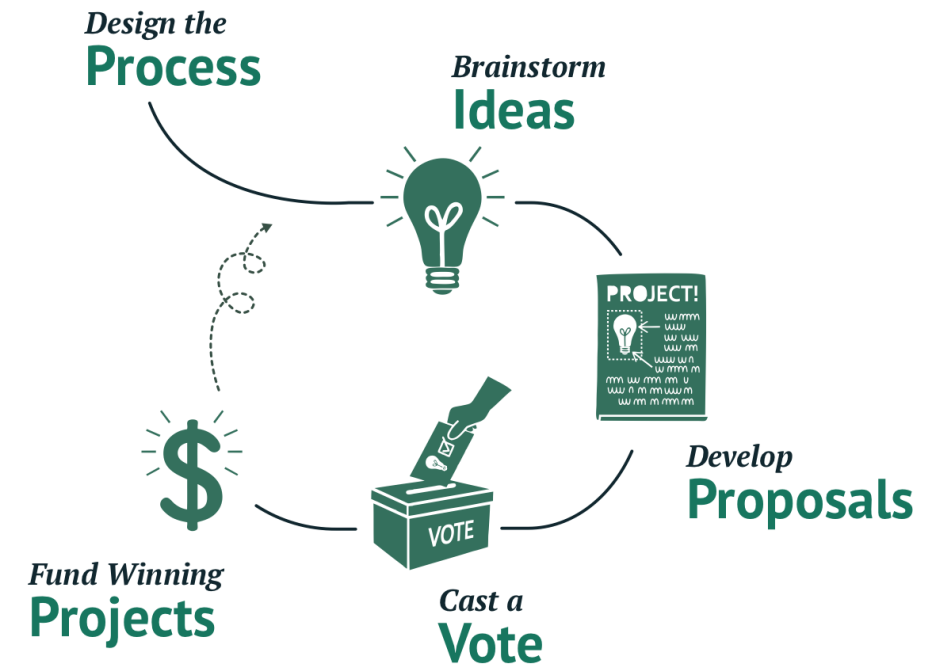 Design the
Process
Brainstorm
Ideas
PROJECT!
Develop
Proposals
VOTE
Cast a
Vote
Fund Winning
Projects